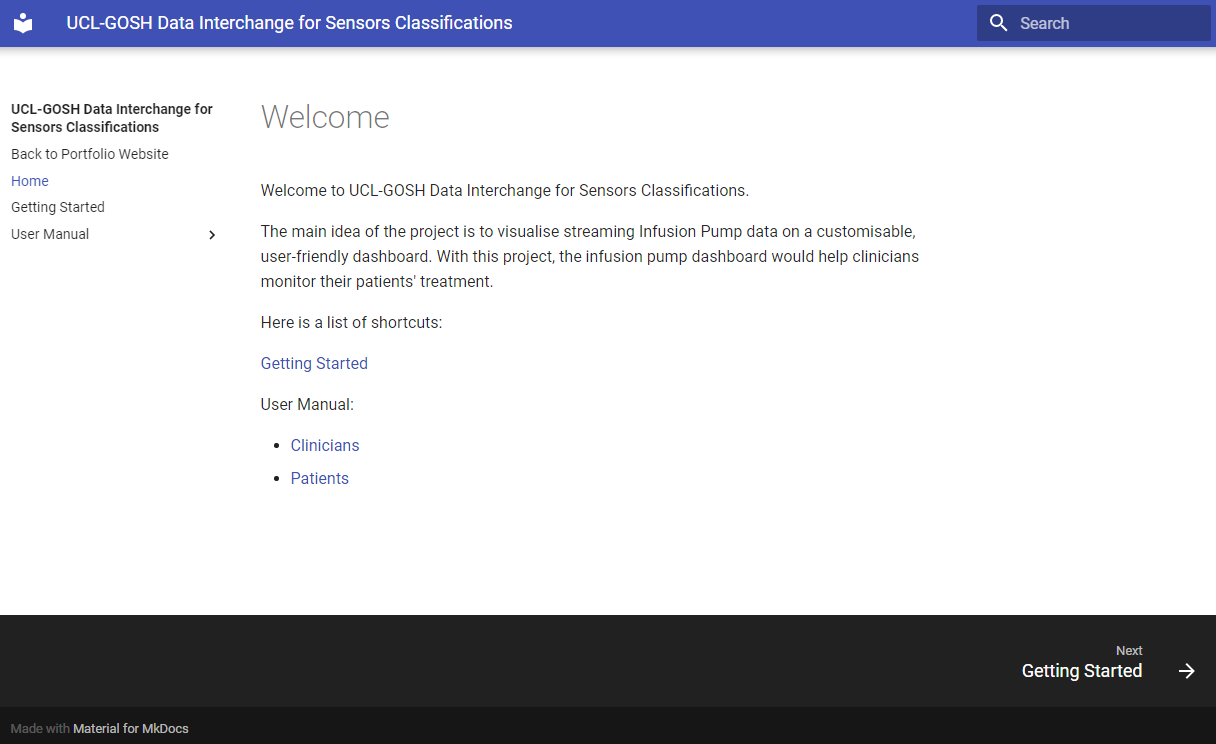 UCL-GOSH Data Interchange for Sensors Classifications
Search
UCL-GOSH Data Interchange for
Sensors Classifications
Back to Portfolio Website
Home
Getting Started
User Manual
Welcome
Welcome to UCL-GOSH Data Interchange for Sensors Classifications.
The main idea of the project is to visualise streaming Infusion Pump data on a customisable,
user-friendly dashboard. With this project, the infusion pump dashboard would help clinicians
monitor their patients' treatment.
Here is a list of shortcuts:
Getting Started
User Manual:
• Clinicians
• Patients
Next
Getting Started
Made with Material for MkDocs